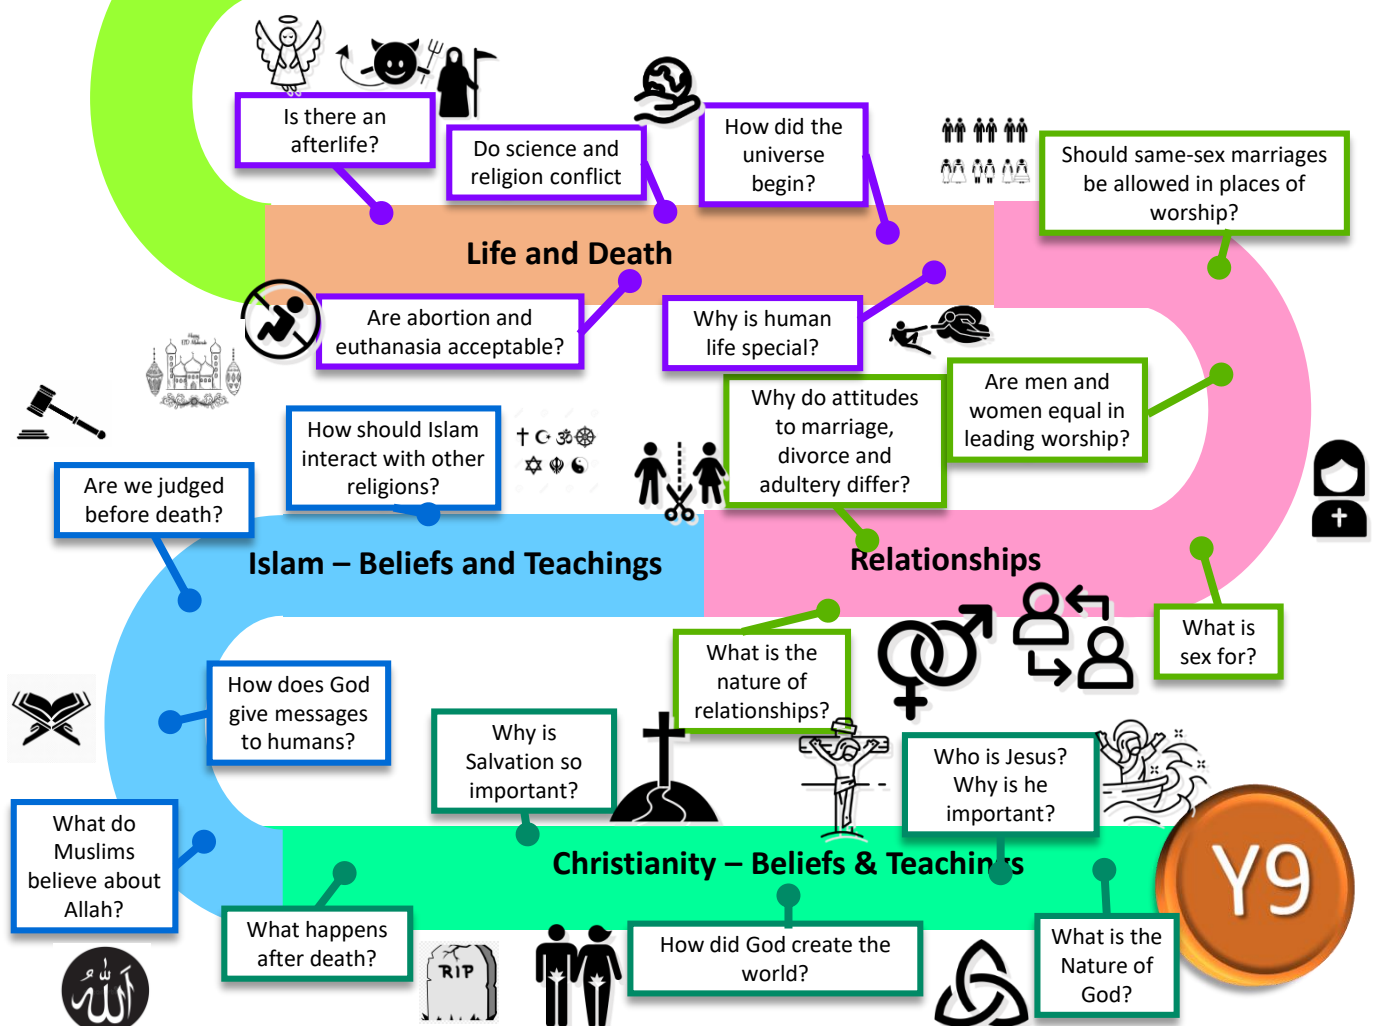 Is there an
afterlife?
Do science and
religion conflict
How did the
universe
begin?
Should same-sex marriages
be allowed in places of
worship?
Life and Death
Are abortion and
euthanasia acceptable?
Why is human
life special?
Happy
EID Mubarak
Why do attitudes
to marriage,
divorce and
adultery differ?
Are men and
women equal in
leading worship?
How should Islam
interact with other
religions?
ॐ
Are we judged
before death?
Islam – Beliefs and Teachings
Relationships
What is
sex for?
What is the
nature of
relationships?
How does God
give messages
to humans?
Why is
Salvation so
important?
Who is Jesus?
Why is he
important?
What do
Muslims
believe about
Allah?
Christianity – Beliefs & Teachings
Y9
What happens
after death?
How did God create the
world?
What is the
Nature of
God?
RIP
الله